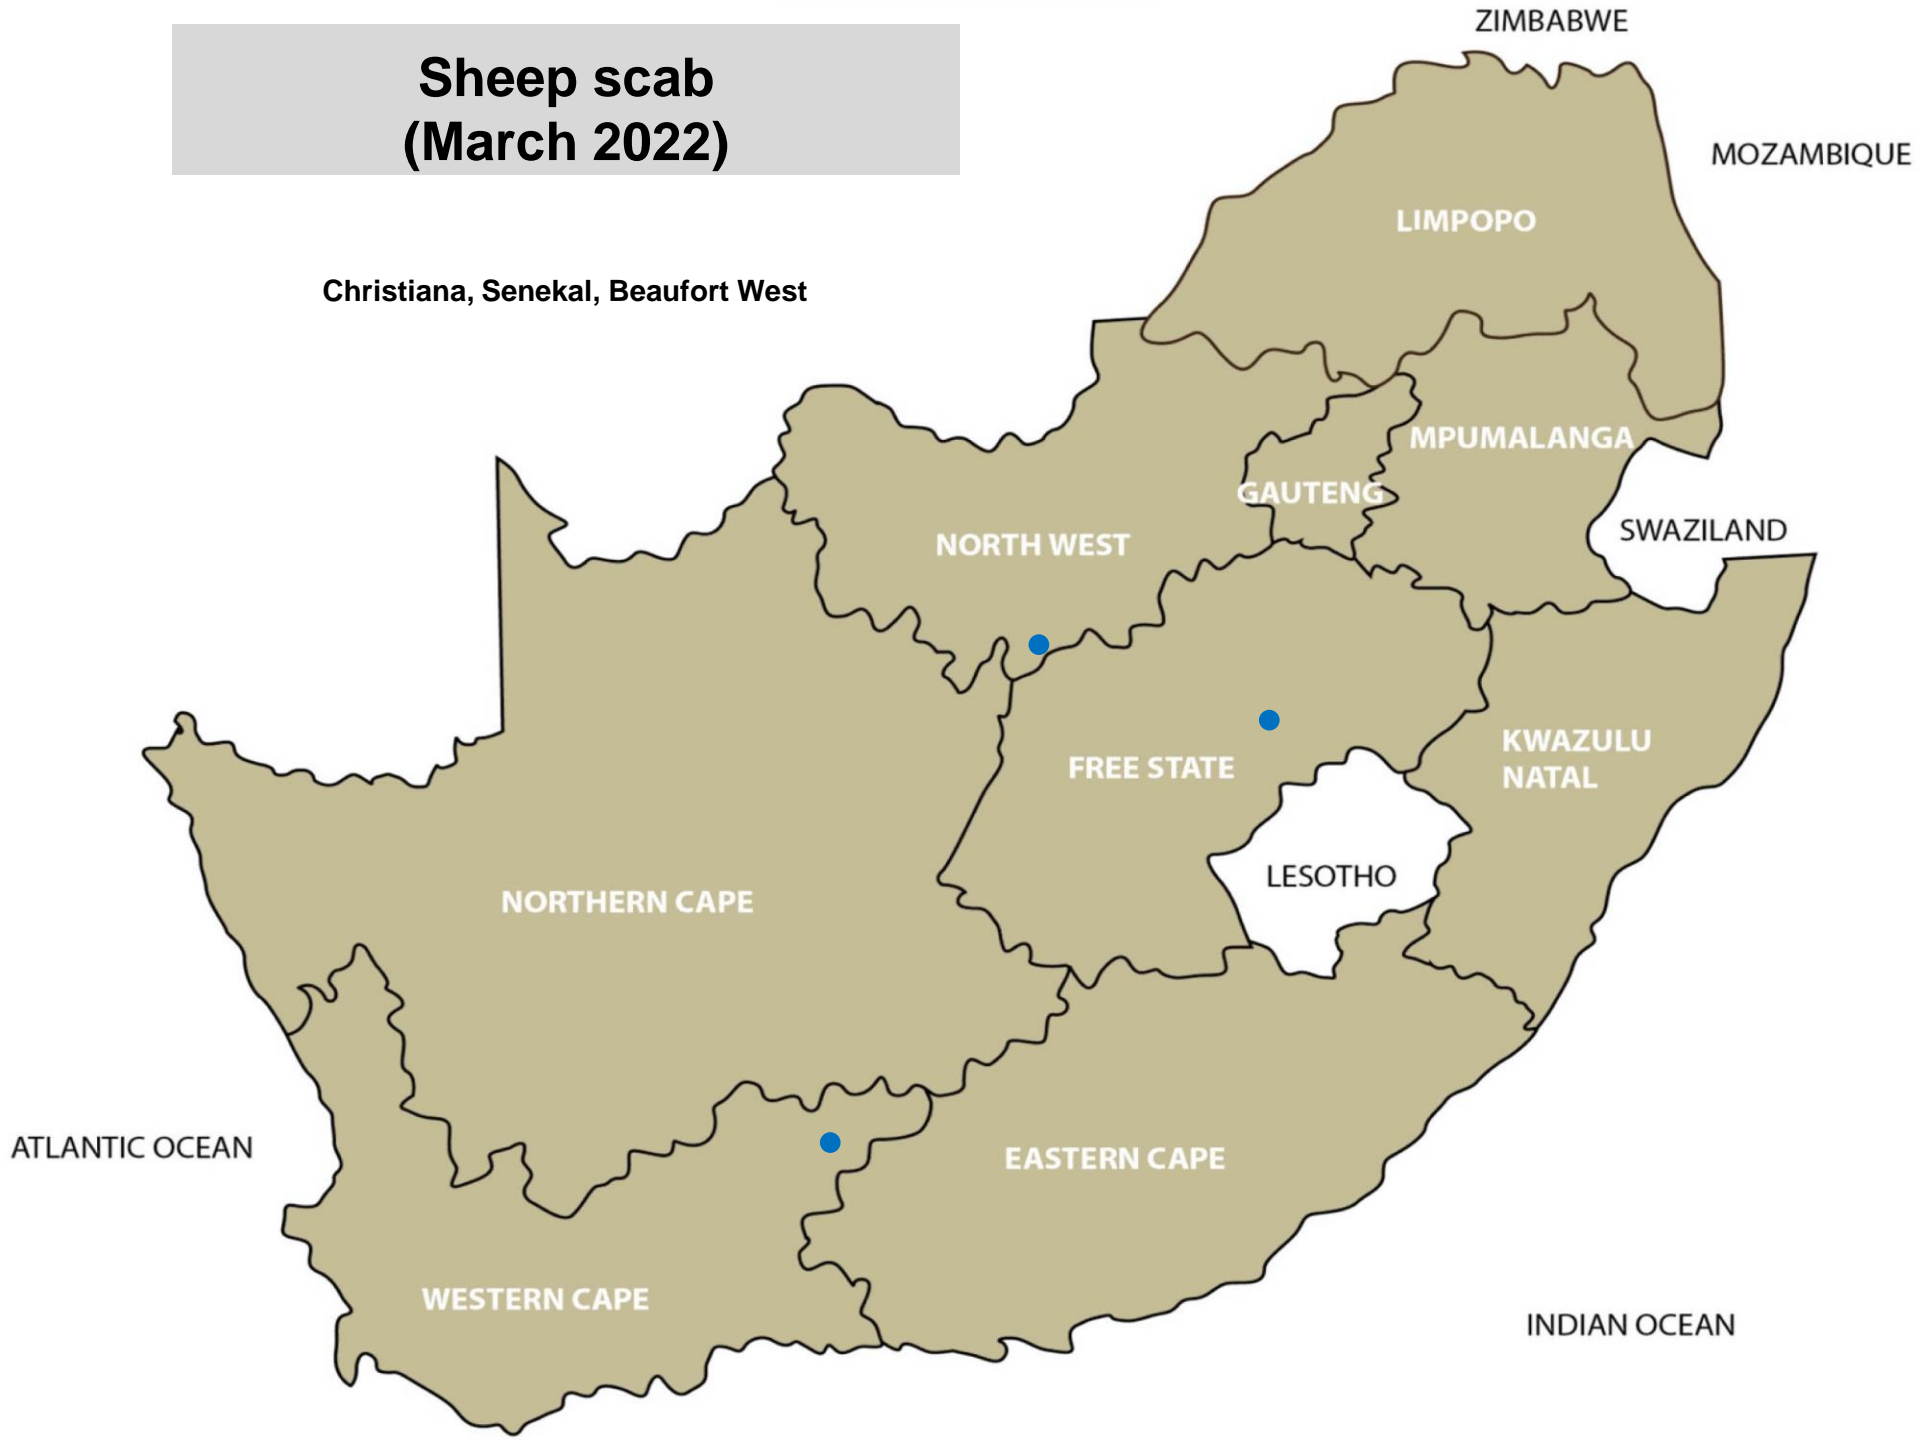 Sheep scab
(March 2022)
Christiana, Senekal, Beaufort West
ZIMBABWE
MOZAMBIQUE
LIMPOPO
MPUMALANGA
GAUTENG
SWAZILAND
NORTH WEST
KWAZULU
NATAL
FREE STATE
LESOTHO
NORTHERN CAPE
ATLANTIC OCEAN
EASTERN CAPE
WESTERN CAPE
INDIAN OCEAN